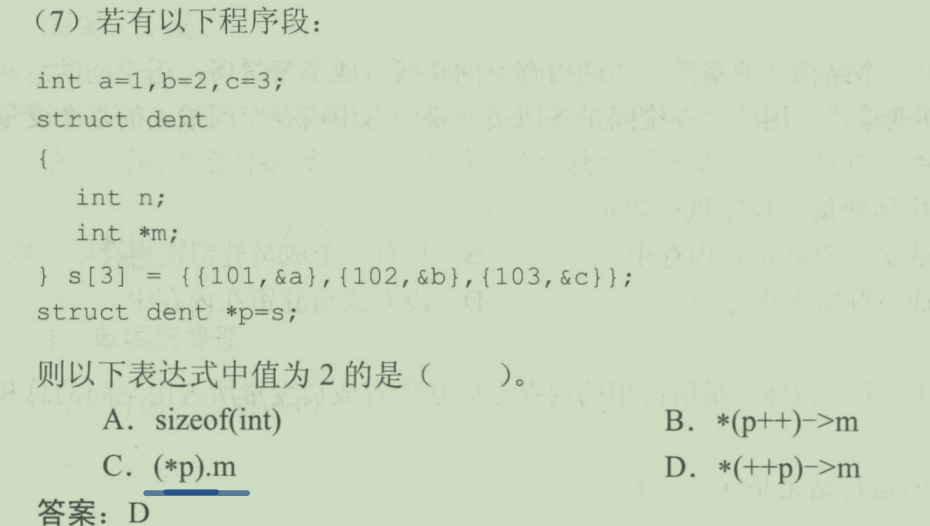 （7）若有以下程序段：
int a=1,b=2,c=3;
struct dent
{
int n;
int *m;
} s[3] = {{101,&a},{102,&b},{103,&c}};
struct dent *p=s;
则以下表达式中值为 2 的是（　　）。
A．sizeof(int)　　B．*(p++)->m
C．(*p).m　　D．*(++p)->m
答案：D